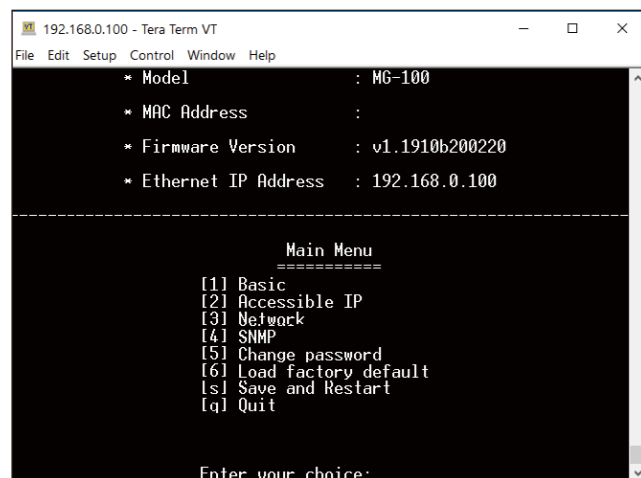 192.168.0.100 - Tera Term VT
File Edit Setup Control Window Help
* Model : MG-100
* MAC Address :
* Firmware Version : v1.1910b200220
* Ethernet IP Address : 192.168.0.100
--------------------------------------------------------------------
Main Menu
===========
[1] Basic
[2] Accessible IP
[3] Network
[4] SNMP
[5] Change password
[6] Load factory default
[s] Save and Restart
[q] Quit
Enter your choice: